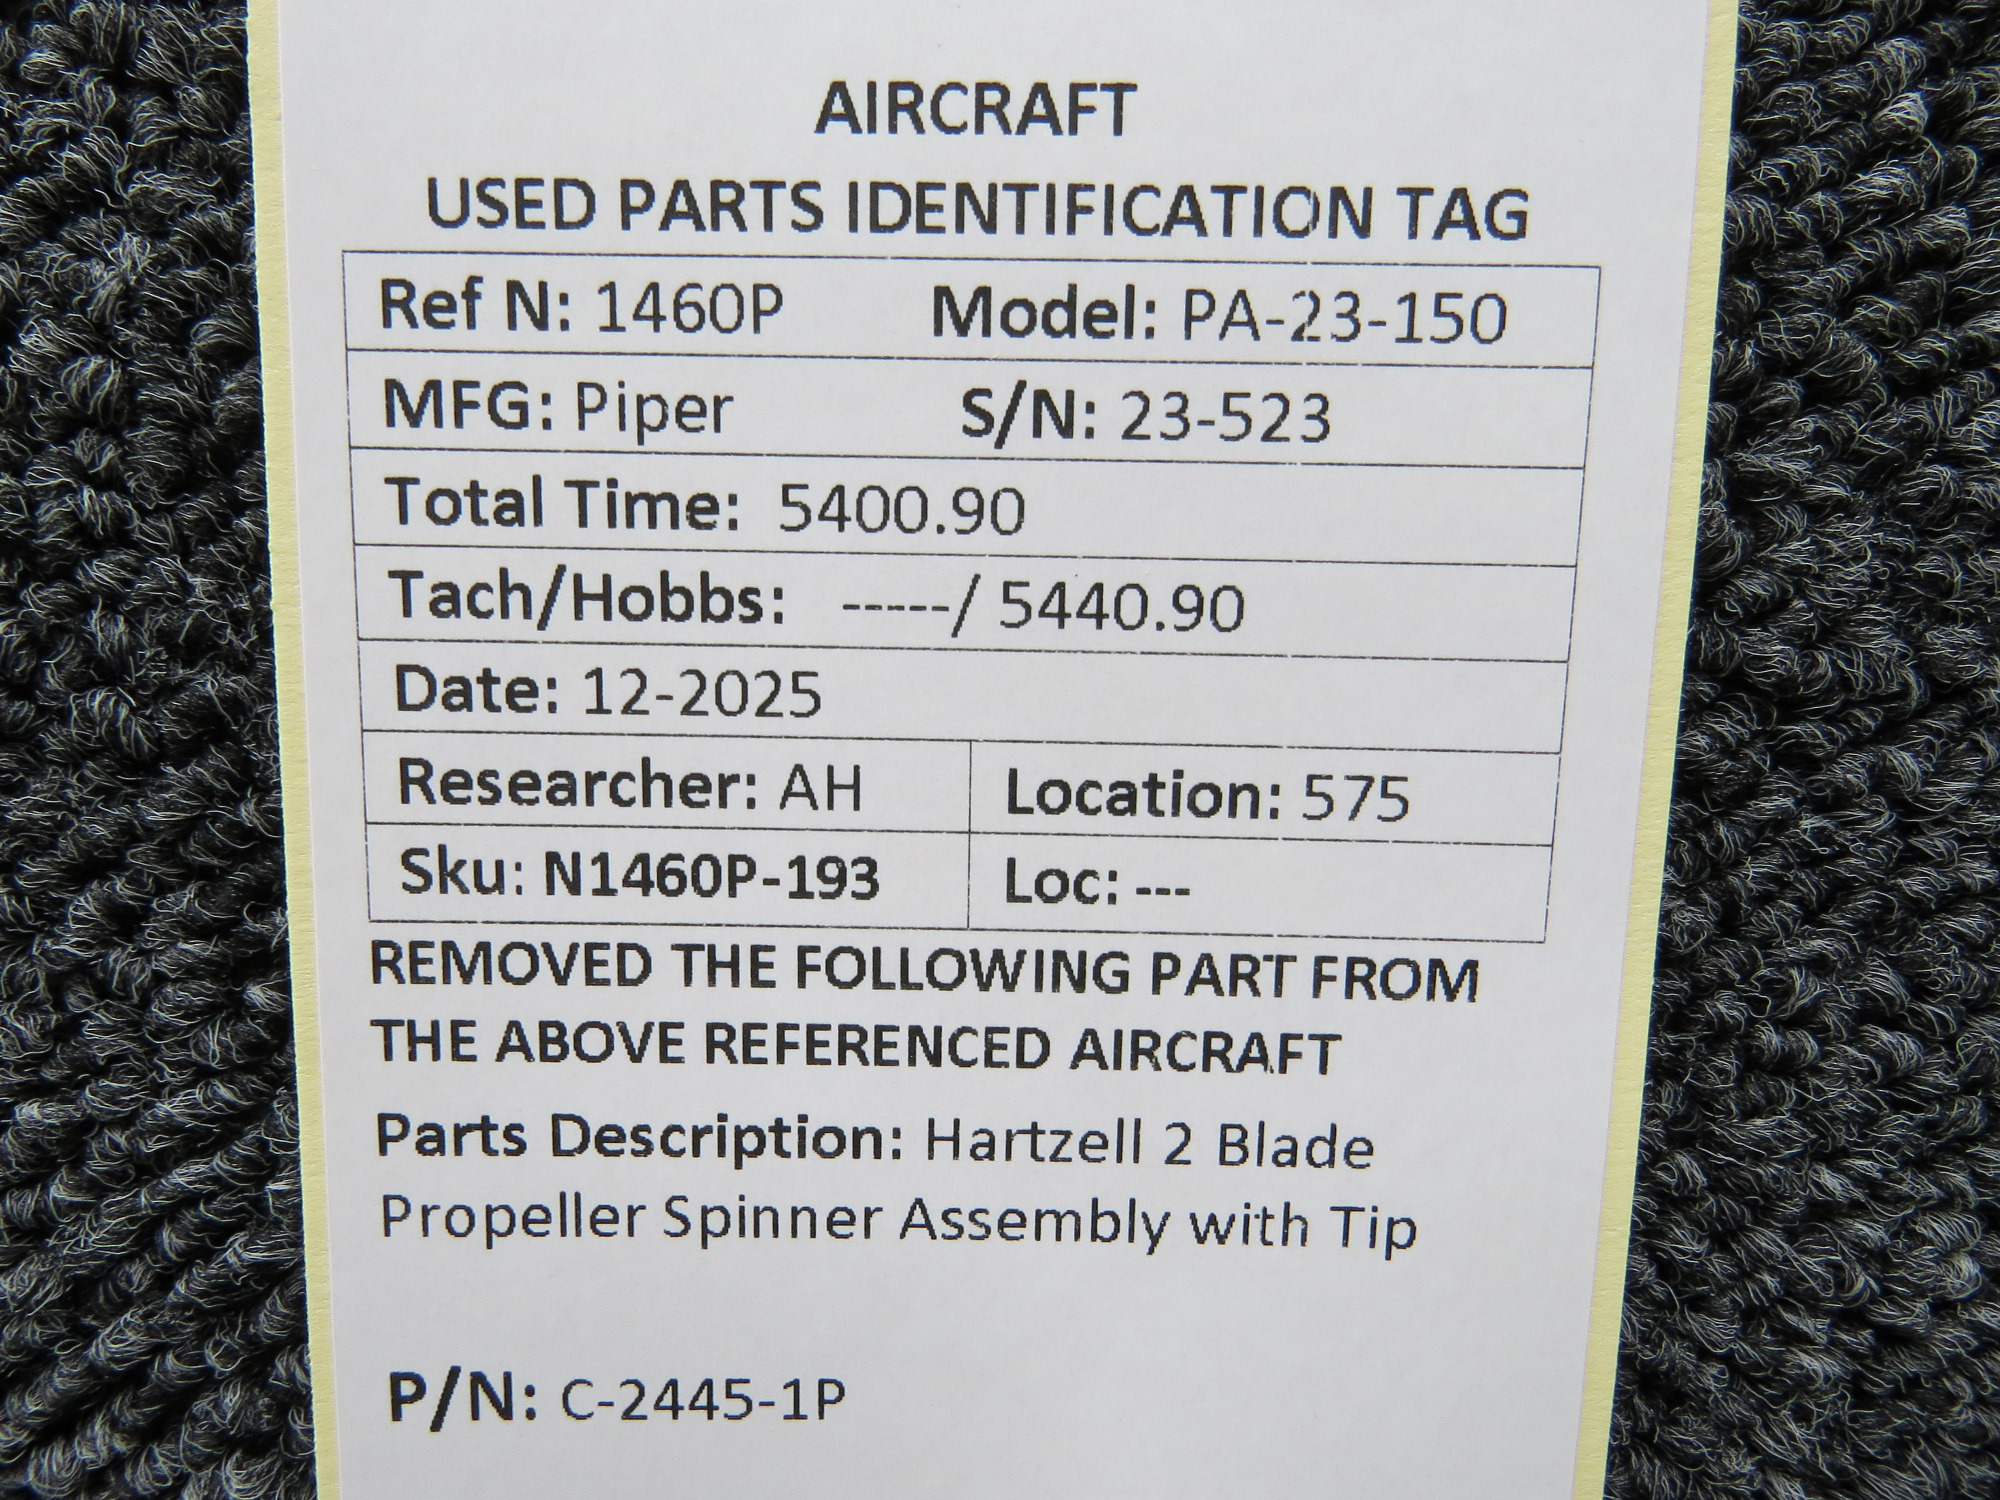 AIRCRAFT
USED PARTS IDENTIFICATION TAG
Ref N: 1460P Model: PA-23-150
MFG: Piper S/N: 23-523
Total Time: 5400.90
Tach/Hobbs: -----/ 5440.90
Date: 12-2025
Researcher: AH Location: 575
Sku: N1460P-193 Loc: ---
REMOVED THE FOLLOWING PART FROM
THE ABOVE REFERENCED AIRCRAFT
Parts Description: Hartzell 2 Blade
Propeller Spinner Assembly with Tip
P/N: C-2445-1P